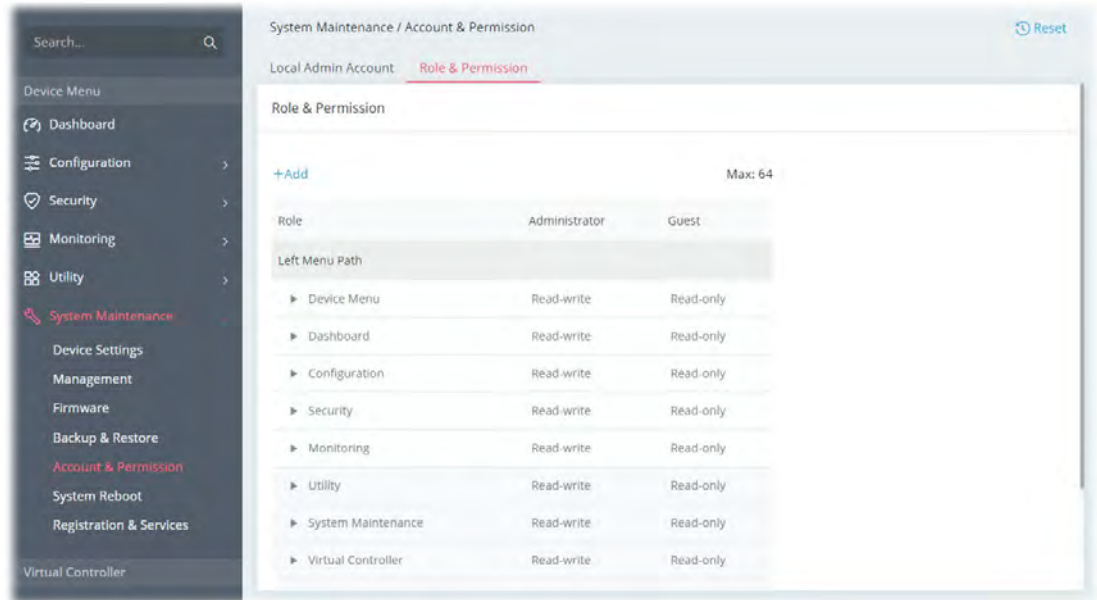 Search...
Device Menu
Dashboard
Configuration
Security
Monitoring
Utility
System Maintenance
Device Settings
Management
Firmware
Backup & Restore
Account & Permission
System Reboot
Registration & Services
Virtual Controller
System Maintenance / Account & Permission
Reset
Local Admin Account Role & Permission
Role & Permission
+Add Max: 64
Role Administrator Guest
Left Menu Path
Device Menu Read-write Read-only
Dashboard Read-write Read-only
Configuration Read-write Read-only
Security Read-write Read-only
Monitoring Read-write Read-only
Utility Read-write Read-only
System Maintenance Read-write Read-only
Virtual Controller Read-write Read-only